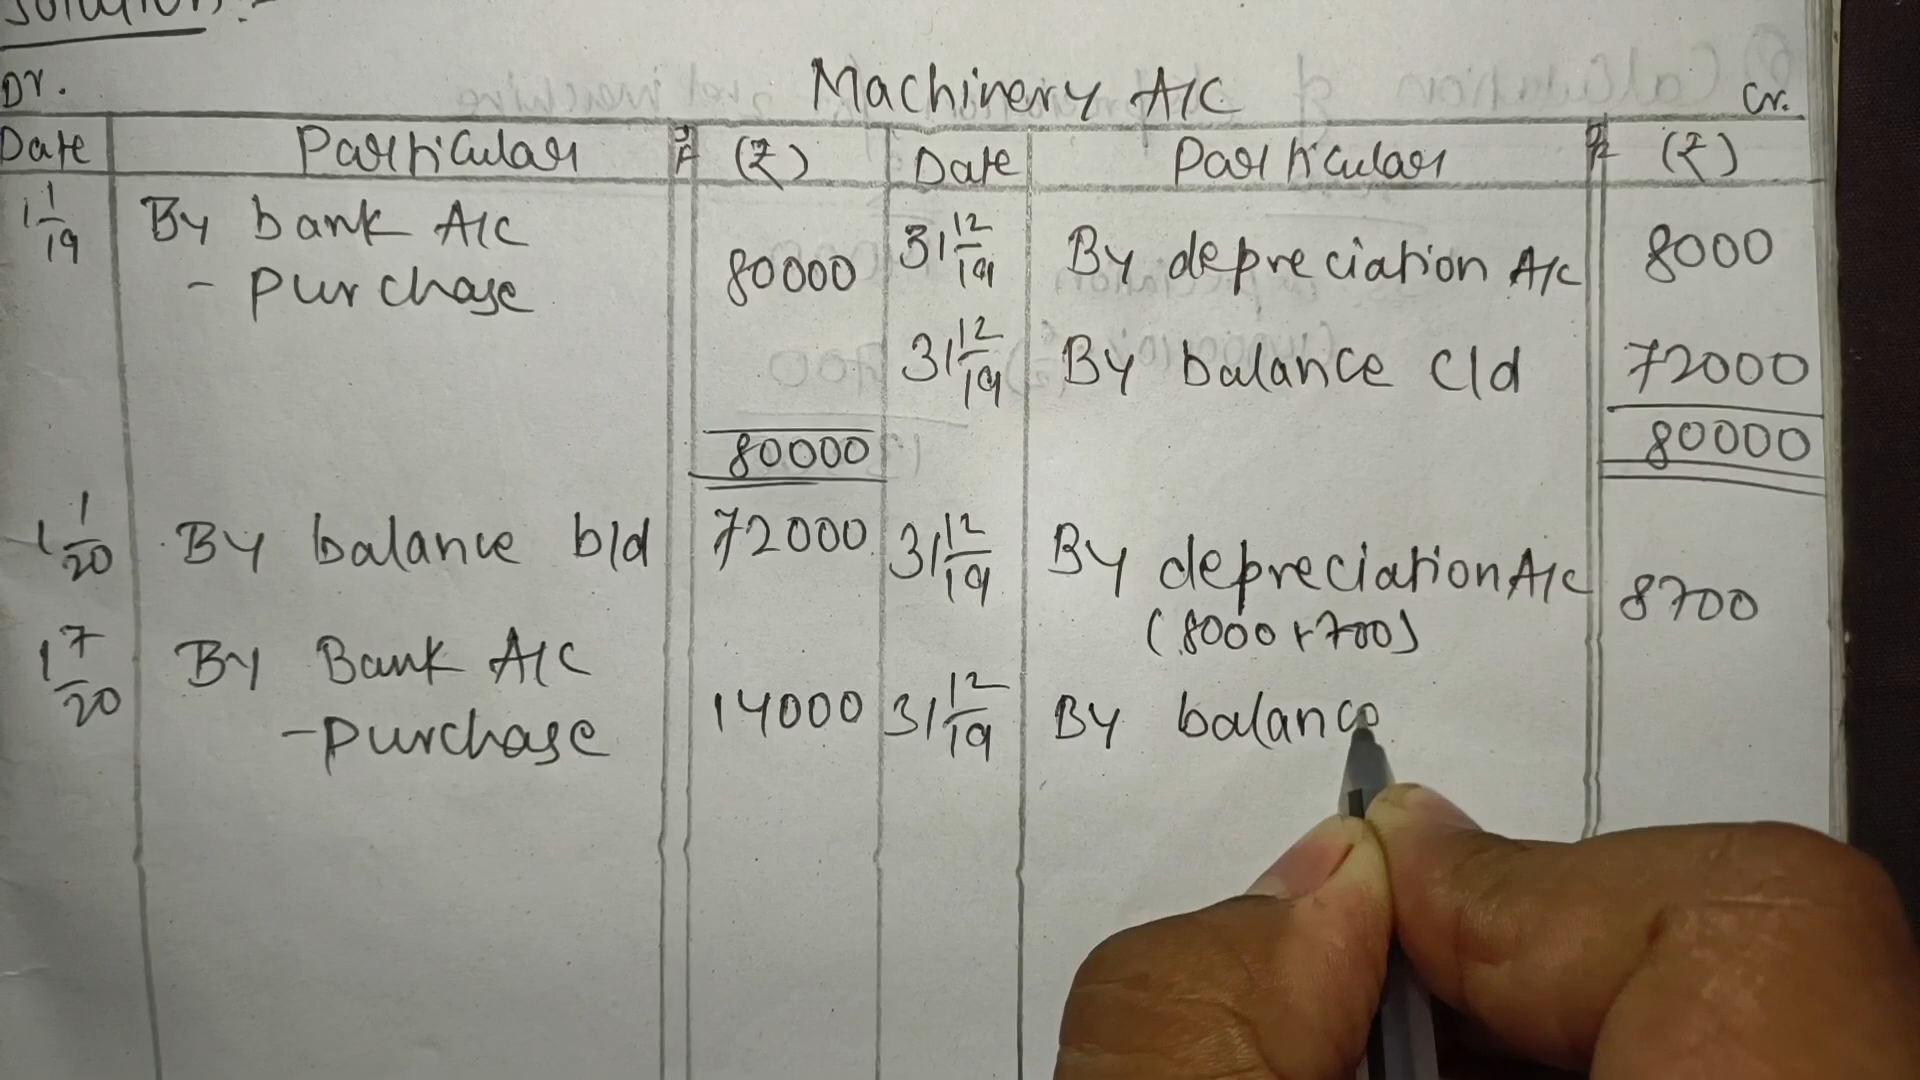 Solution:-
Dr. Machinery A/C Cr.
Date Particular J/F (₹) Date Particular J/F (₹)
1 1/19 By bank A/C
- Purchase 80000 31 12/19 By depreciation A/c 8000
31 12/19 By balance c/d 72000
80000 80000
1 1/20 By balance b/d 72000 31 12/19 By depreciation A/c 8700
(8000+700)
1 7/20 By Bank A/C
- Purchase 14000 31 12/19 By balance